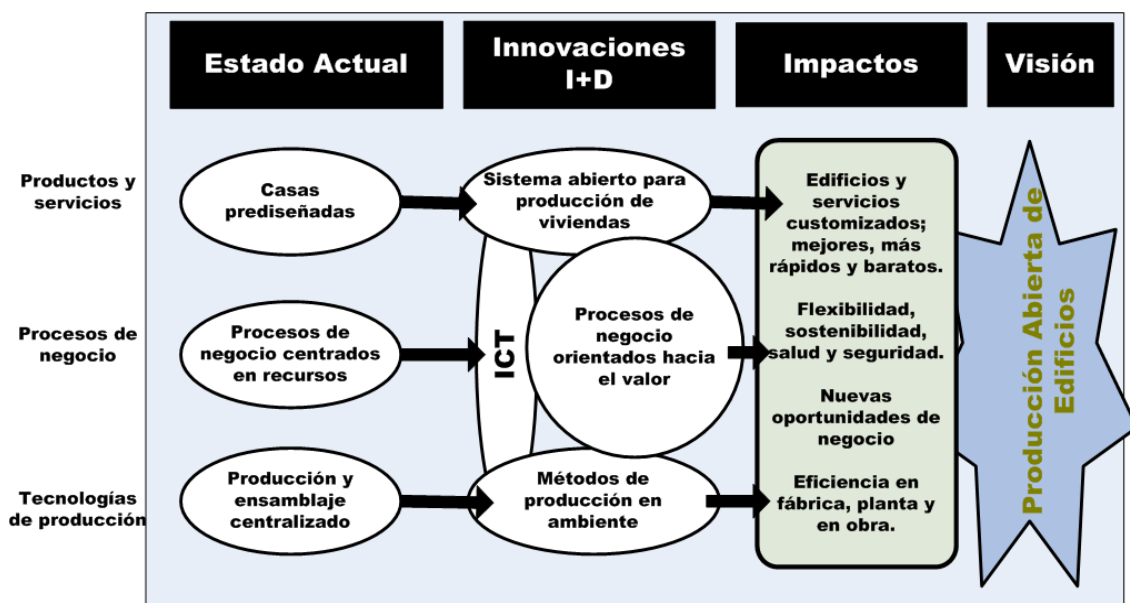 Estado Actual
Innovaciones
I+D
Impactos
Visión
Productos y
servicios
Casas
prediseñadas
Sistema abierto para
producción de
viviendas
Edificios y
servicios
customizados;
mejores, más
rápidos y baratos.
Procesos de
negocio
Procesos de
negocio centrados
en recursos
ICT
Procesos de
negocio
orientados hacia
el valor
Flexibilidad,
sostenibilidad,
salud y seguridad.
Nuevas
oportunidades de
negocio
Tecnologías
de producción
Producción y
ensamblaje
centralizado
Métodos de
producción en
ambiente
Eficiencia en
fábrica, planta y
en obra.
Producción Abierta de
Edificios